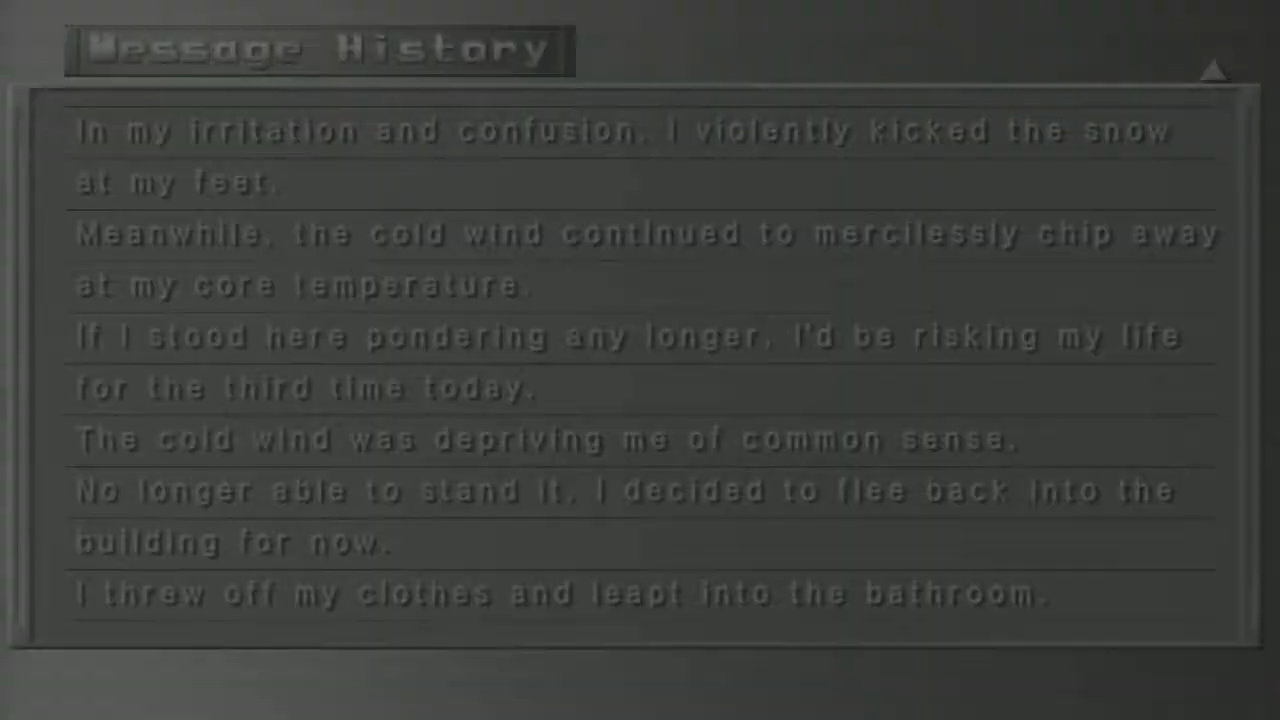 Message History
In my irritation and confusion, I violently kicked the snow
at my feet.
Meanwhile, the cold wind continued to mercilessly chip away
at my core temperature.
If I stood here pondering any longer, I'd be risking my life
for the third time today.
The cold wind was depriving me of common sense.
No longer able to stand it, I decided to flee back into the
building for now.
I threw off my clothes and leapt into the bathroom.